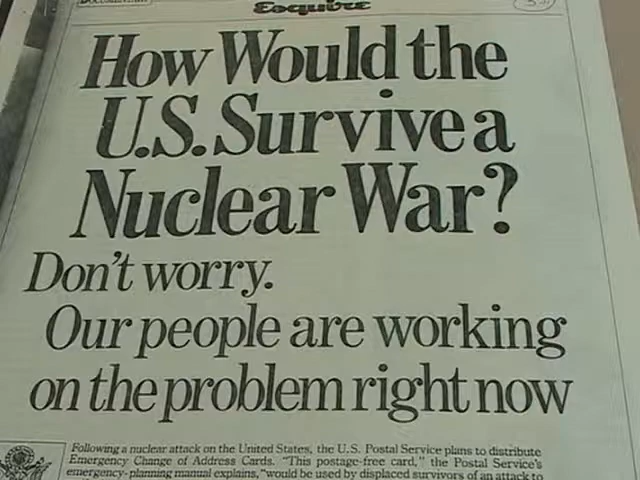 Esquire
How Would the
U.S. Survive a
Nuclear War?
Don't worry.
Our people are working
on the problem right now
Following a nuclear attack on the United States, the U.S. Postal Service plans to distribute
Emergency Change of Address Cards. "This postage-free card," the Postal Service's
emergency-planning manual explains, "would be used by displaced survivors of an attack to